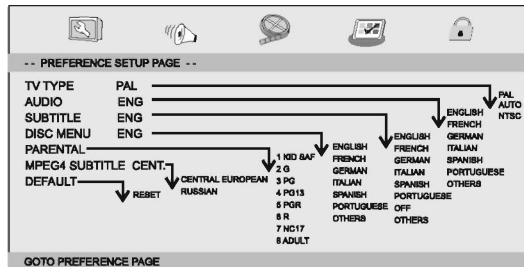 -- PREFERENCE SETUP PAGE --
TV TYPE PAL
AUDIO ENG
SUBTITLE ENG
DISC MENU ENG
PARENTAL
MPEG4 SUBTITLE CENT.
DEFAULT
RESET
CENTRAL EUROPEAN
RUSSIAN
1 KID SAF
2 G
3 PG
4 PG13
5 PGR
6 R
7 NC17
8 ADULT
ENGLISH
FRENCH
GERMAN
ITALIAN
SPANISH
PORTUGUESE
OTHERS
ENGLISH
FRENCH
GERMAN
ITALIAN
SPANISH
PORTUGUESE
OFF
OTHERS
ENGLISH
FRENCH
GERMAN
ITALIAN
SPANISH
PORTUGUESE
OTHERS
PAL
AUTO
NTSC
GOTO PREFERENCE PAGE